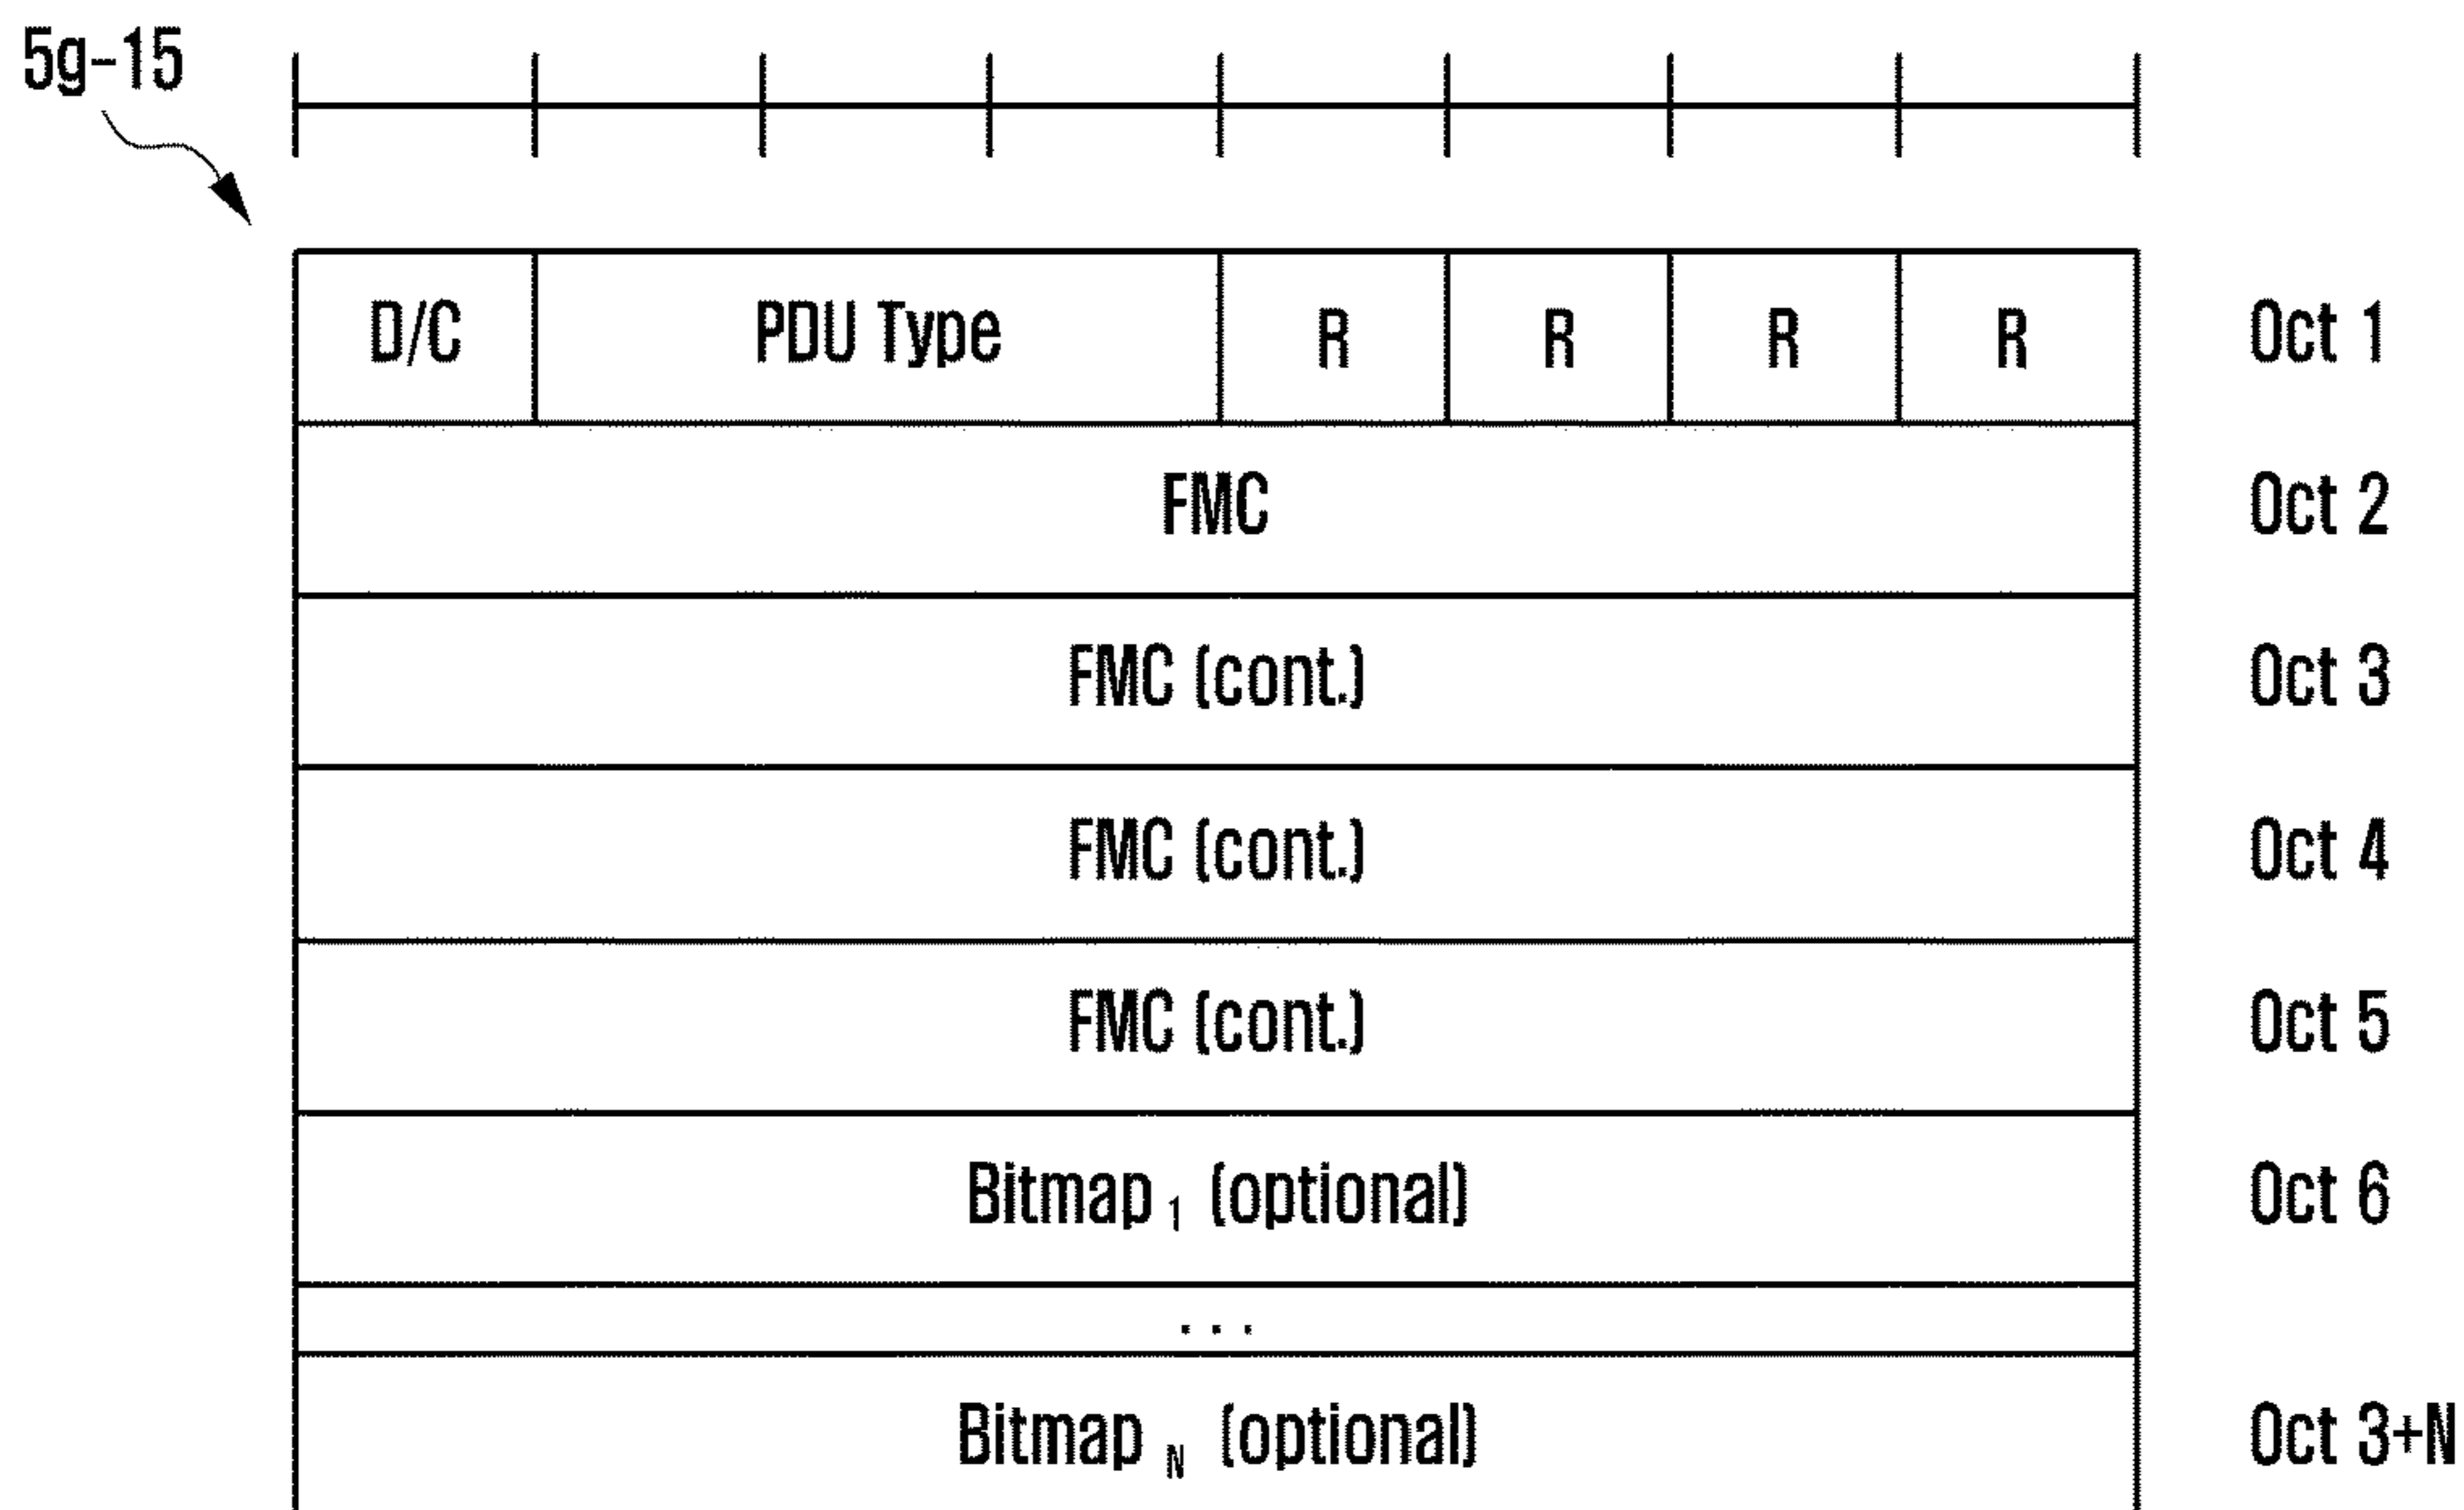 5g-15
D/C PDU Type R R R R Oct 1
FMC Oct 2
FMC (cont.) Oct 3
FMC (cont.) Oct 4
FMC (cont.) Oct 5
Bitmap 1 (optional) Oct 6
...
Bitmap N (optional) Oct 3+N